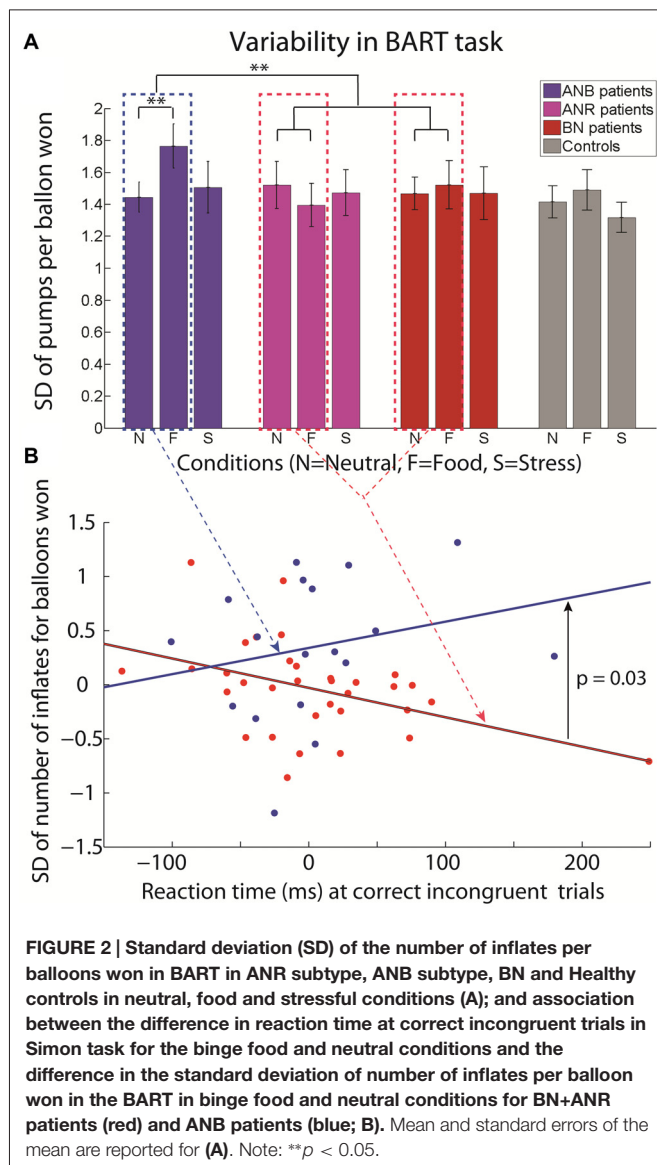 A
Variability in BART task
**
**
ANB patients
ANR patients
BN patients
Controls
SD of pumps per ballon won
2
1.8
1.6
1.4
1.2
1
0.8
0.6
0.4
0.2
0
N F S
N F S
N F S
N F S
Conditions (N=Neutral, F=Food, S=Stress)
B
SD of number of inflates for balloons won
1.5
1
0.5
0
−0.5
−1
−1.5
p = 0.03
−100 0 100 200
Reaction time (ms) at correct incongruent trials
FIGURE 2 | Standard deviation (SD) of the number of inflates per
balloons won in BART in ANR subtype, ANB subtype, BN and Healthy
controls in neutral, food and stressful conditions (A); and association
between the difference in reaction time at correct incongruent trials in
Simon task for the binge food and neutral conditions and the
difference in the standard deviation of number of inflates per balloon
won in the BART in binge food and neutral conditions for BN+ANR
patients (red) and ANB patients (blue; B). Mean and standard errors of the
mean are reported for (A). Note: **p < 0.05.